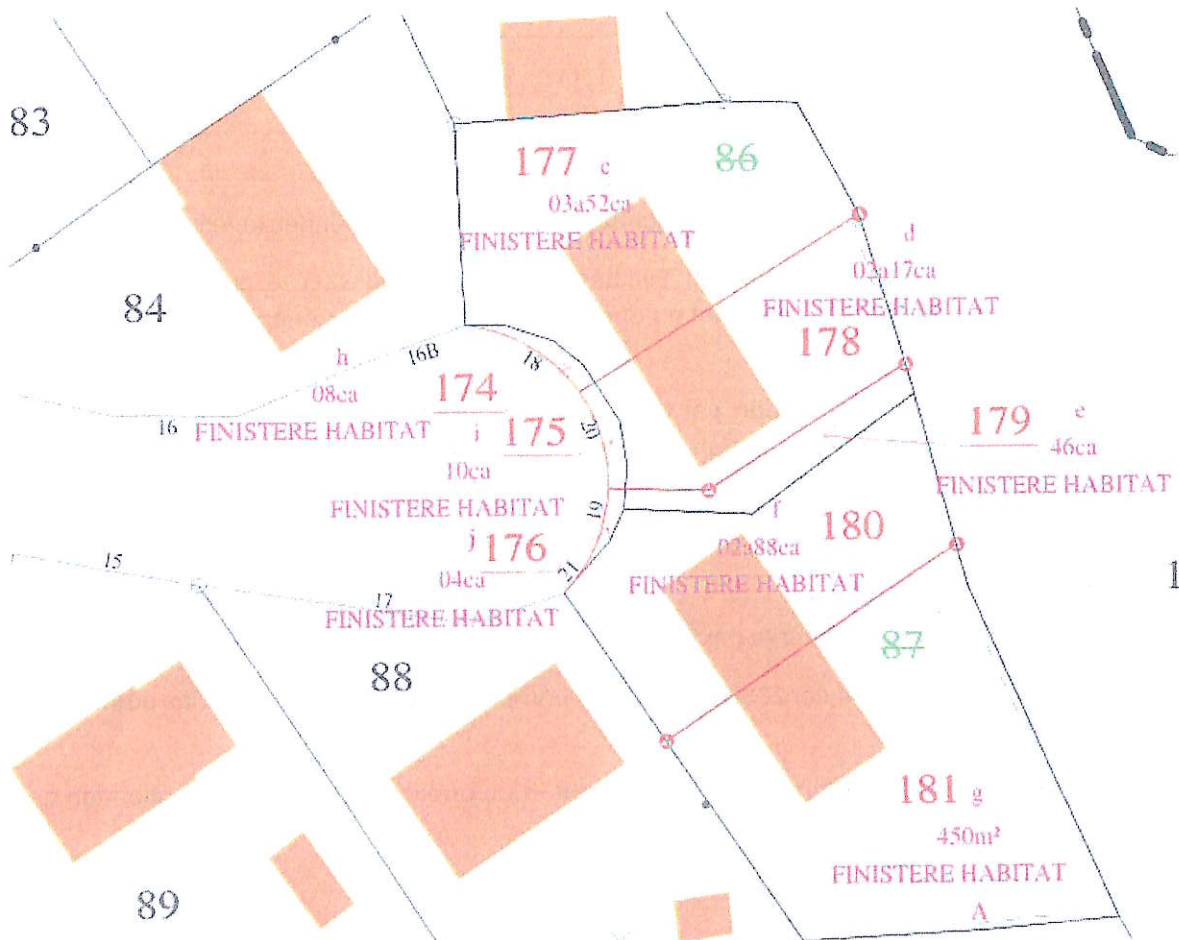 83
177 c
86
03a52ca
FINISTERE HABITAT
d
02a17ca
FINISTERE HABITAT
84
178
h
16B
18
08ca
174
FINISTERE HABITAT
16
i
175
20
10ca
FINISTERE HABITAT
179 e
46ca
FINISTERE HABITAT
19
j
176
04ca
21
FINISTERE HABITAT
f
180
02a88ca
FINISTERE HABITAT
15
17
1
87
88
181 g
450m²
FINISTERE HABITAT
A
89